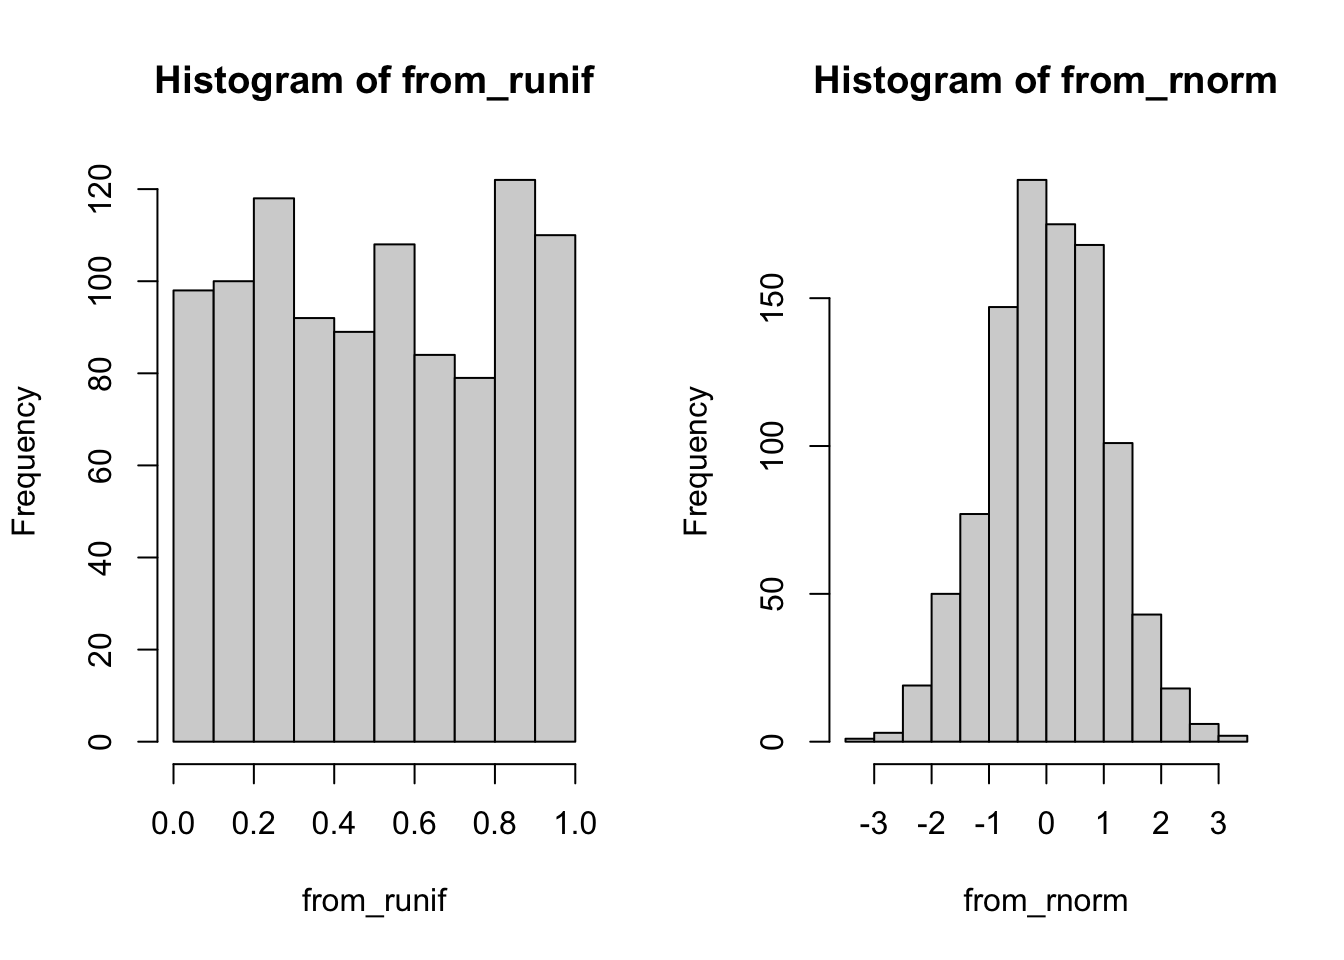 Histogram of from_runif
Frequency
120
100
80
60
40
20
0
0.0 0.2 0.4 0.6 0.8 1.0
from_runif
Histogram of from_rnorm
Frequency
150
100
50
0
-3 -2 -1 0 1 2 3
from_rnorm